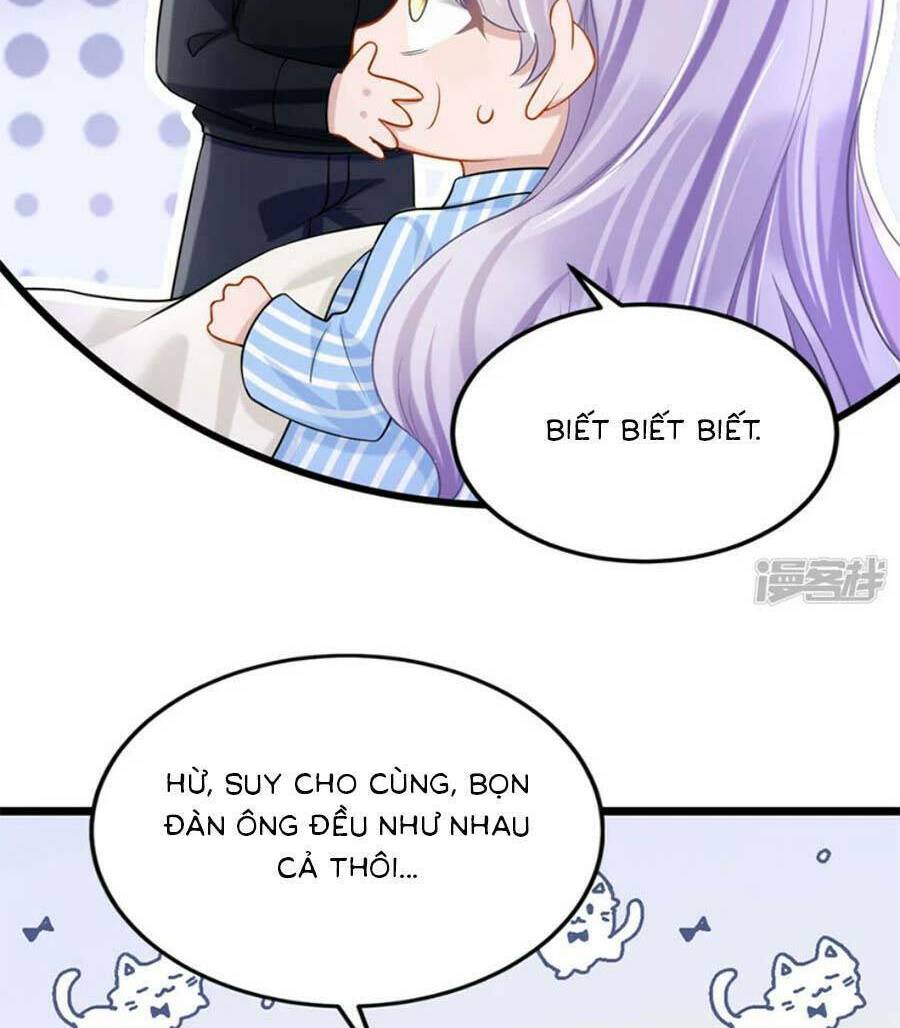 BIẾT BIẾT BIẾT.
漫客栈
HỪ, SUY CHO CÙNG, BỌN
ĐÀN ÔNG ĐỀU NHƯ NHAU
CẢ THÔI...